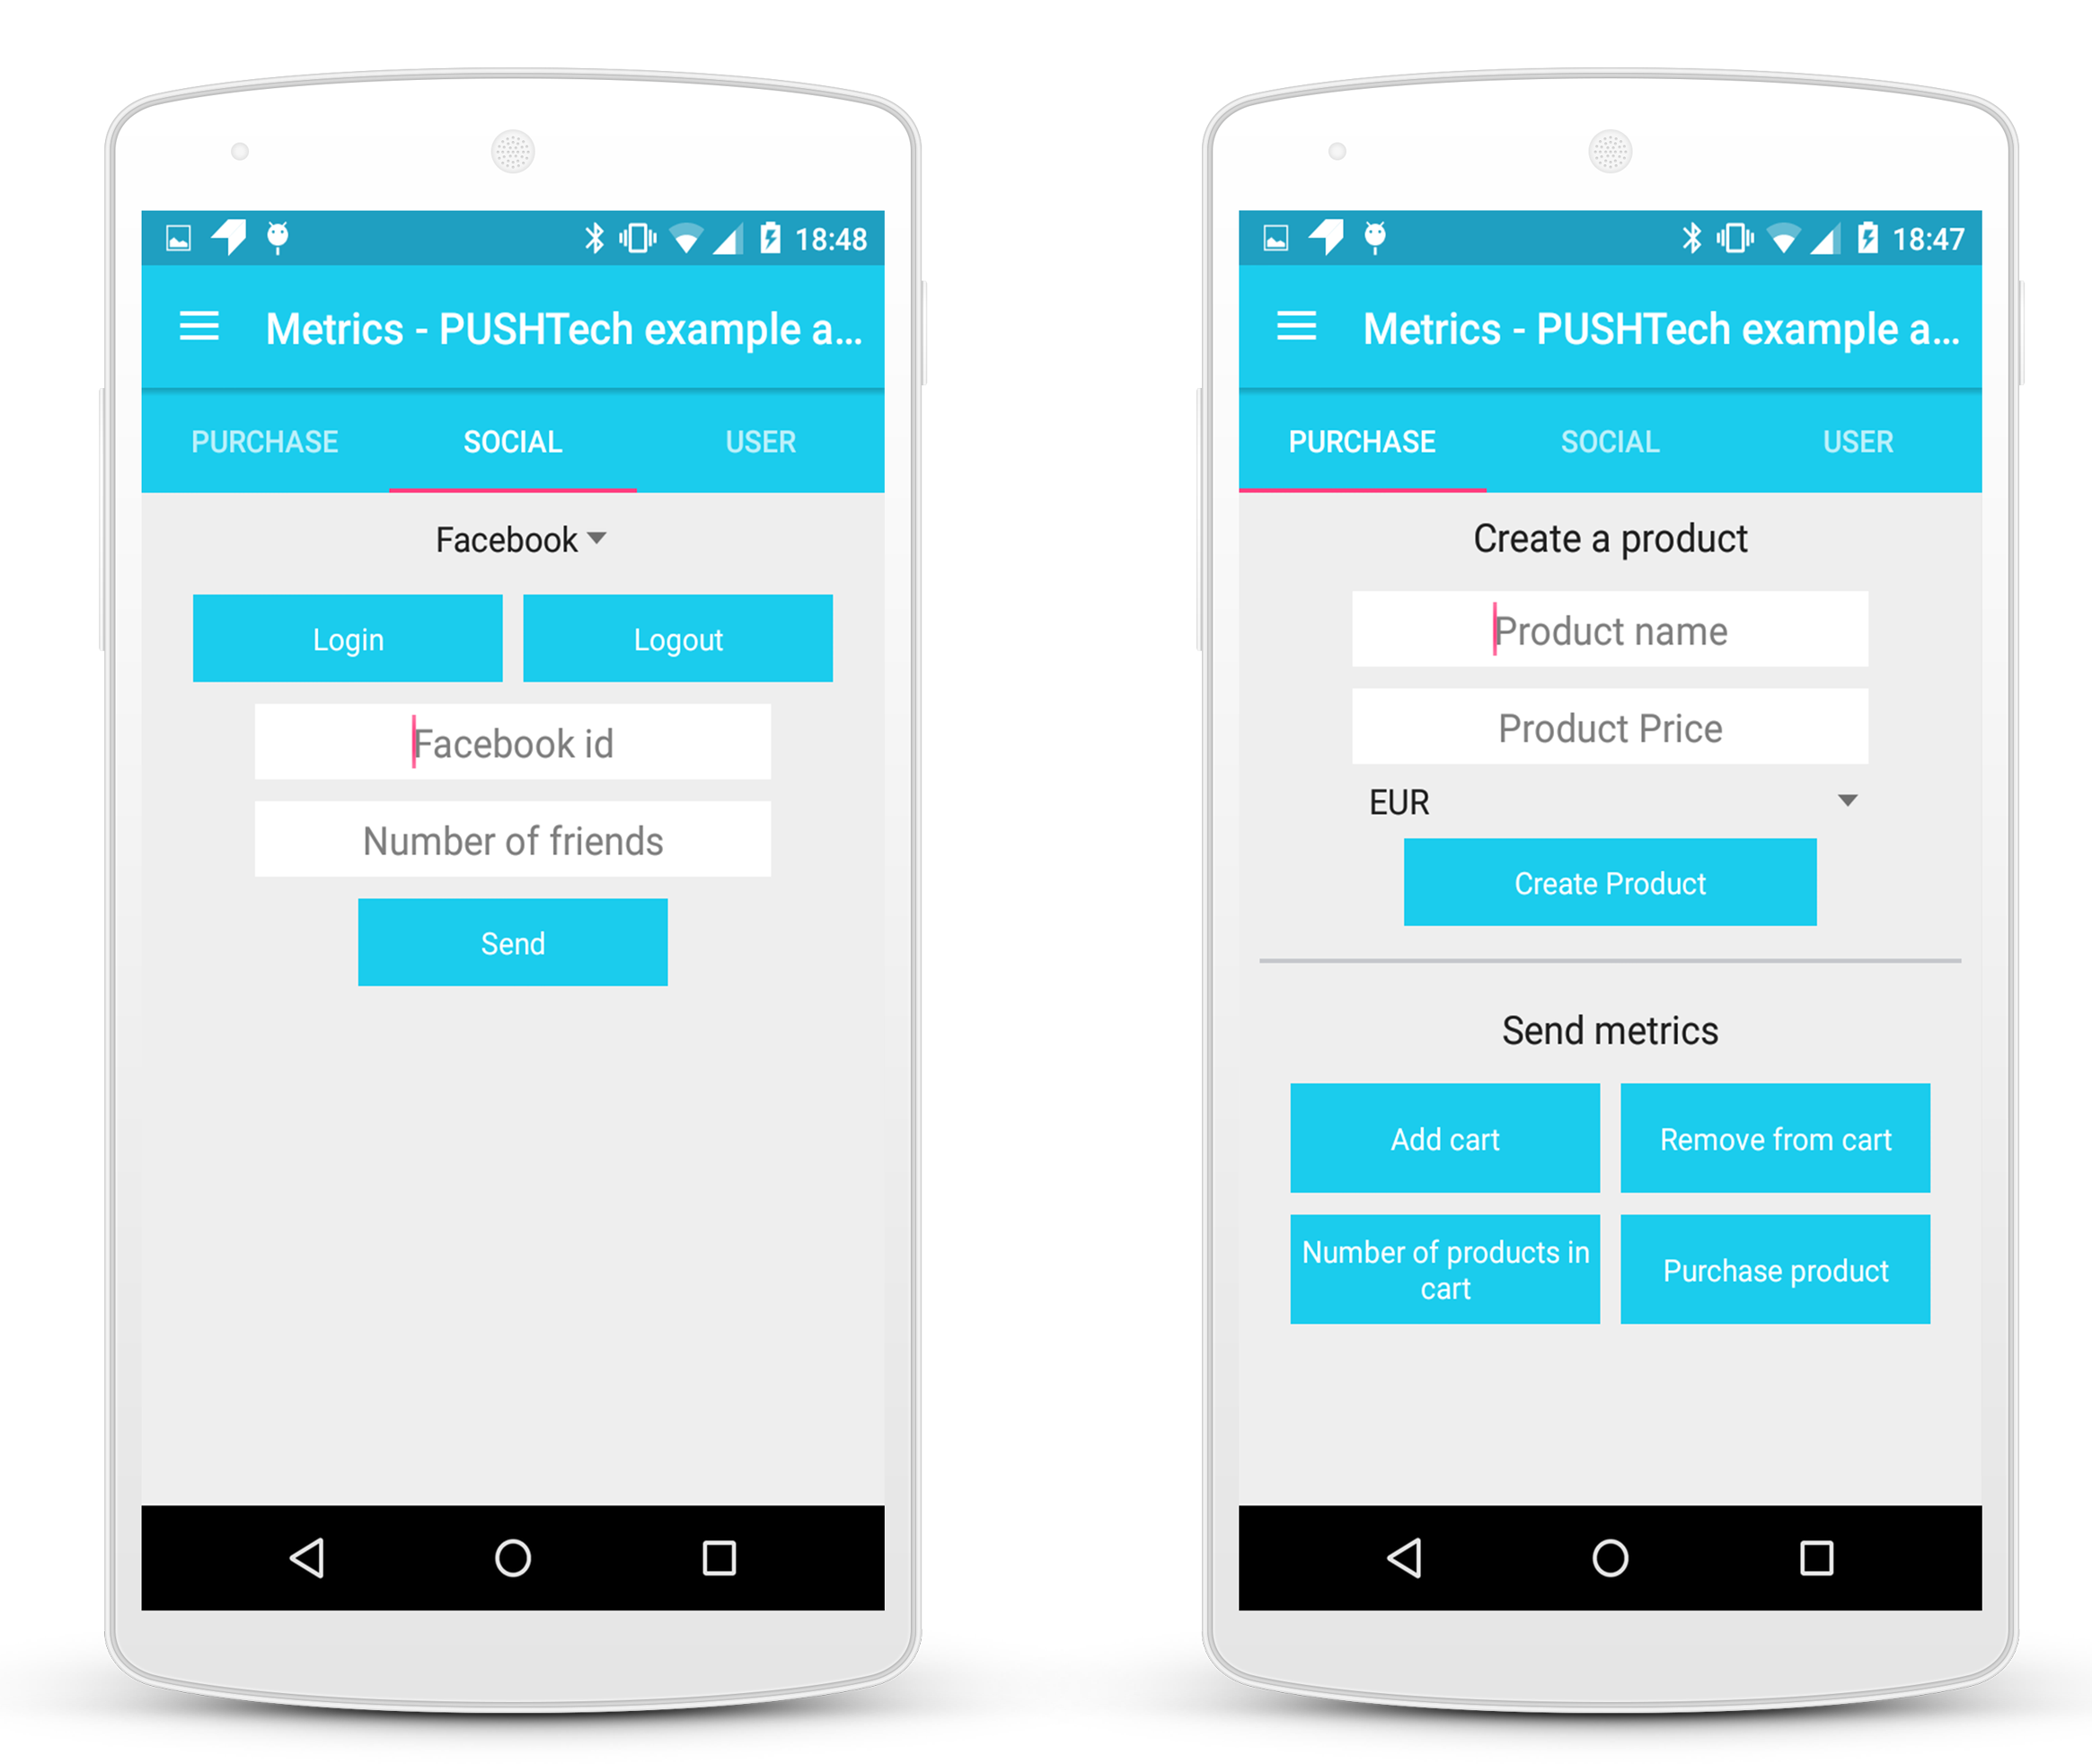 18:48
Metrics - PUSHTech example a...
PURCHASE SOCIAL USER
Facebook
Login Logout
Facebook id
Number of friends
Send
18:47
Metrics - PUSHTech example a...
PURCHASE SOCIAL USER
Create a product
Product name
Product Price
EUR
Create Product
Send metrics
Add cart Remove from cart
Number of products in
cart
Purchase product